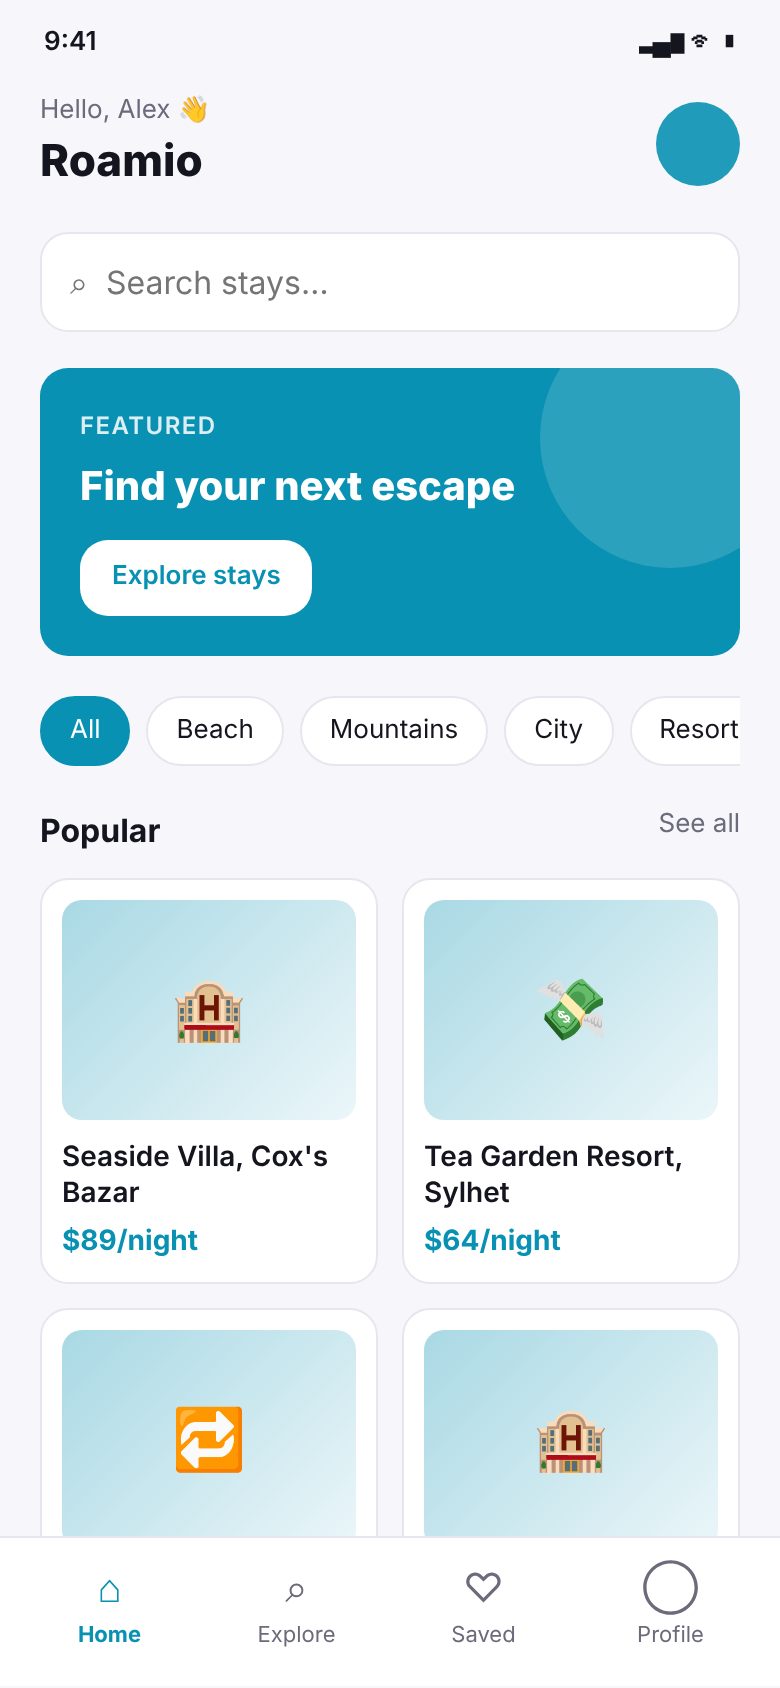 9:41
Hello, Alex 👋
Roamio
Search stays...
FEATURED
Find your next escape
Explore stays
All
Beach
Mountains
City
Resort
Popular
See all
Seaside Villa, Cox's
Bazar
$89/night
Tea Garden Resort,
Sylhet
$64/night
Home
Explore
Saved
Profile